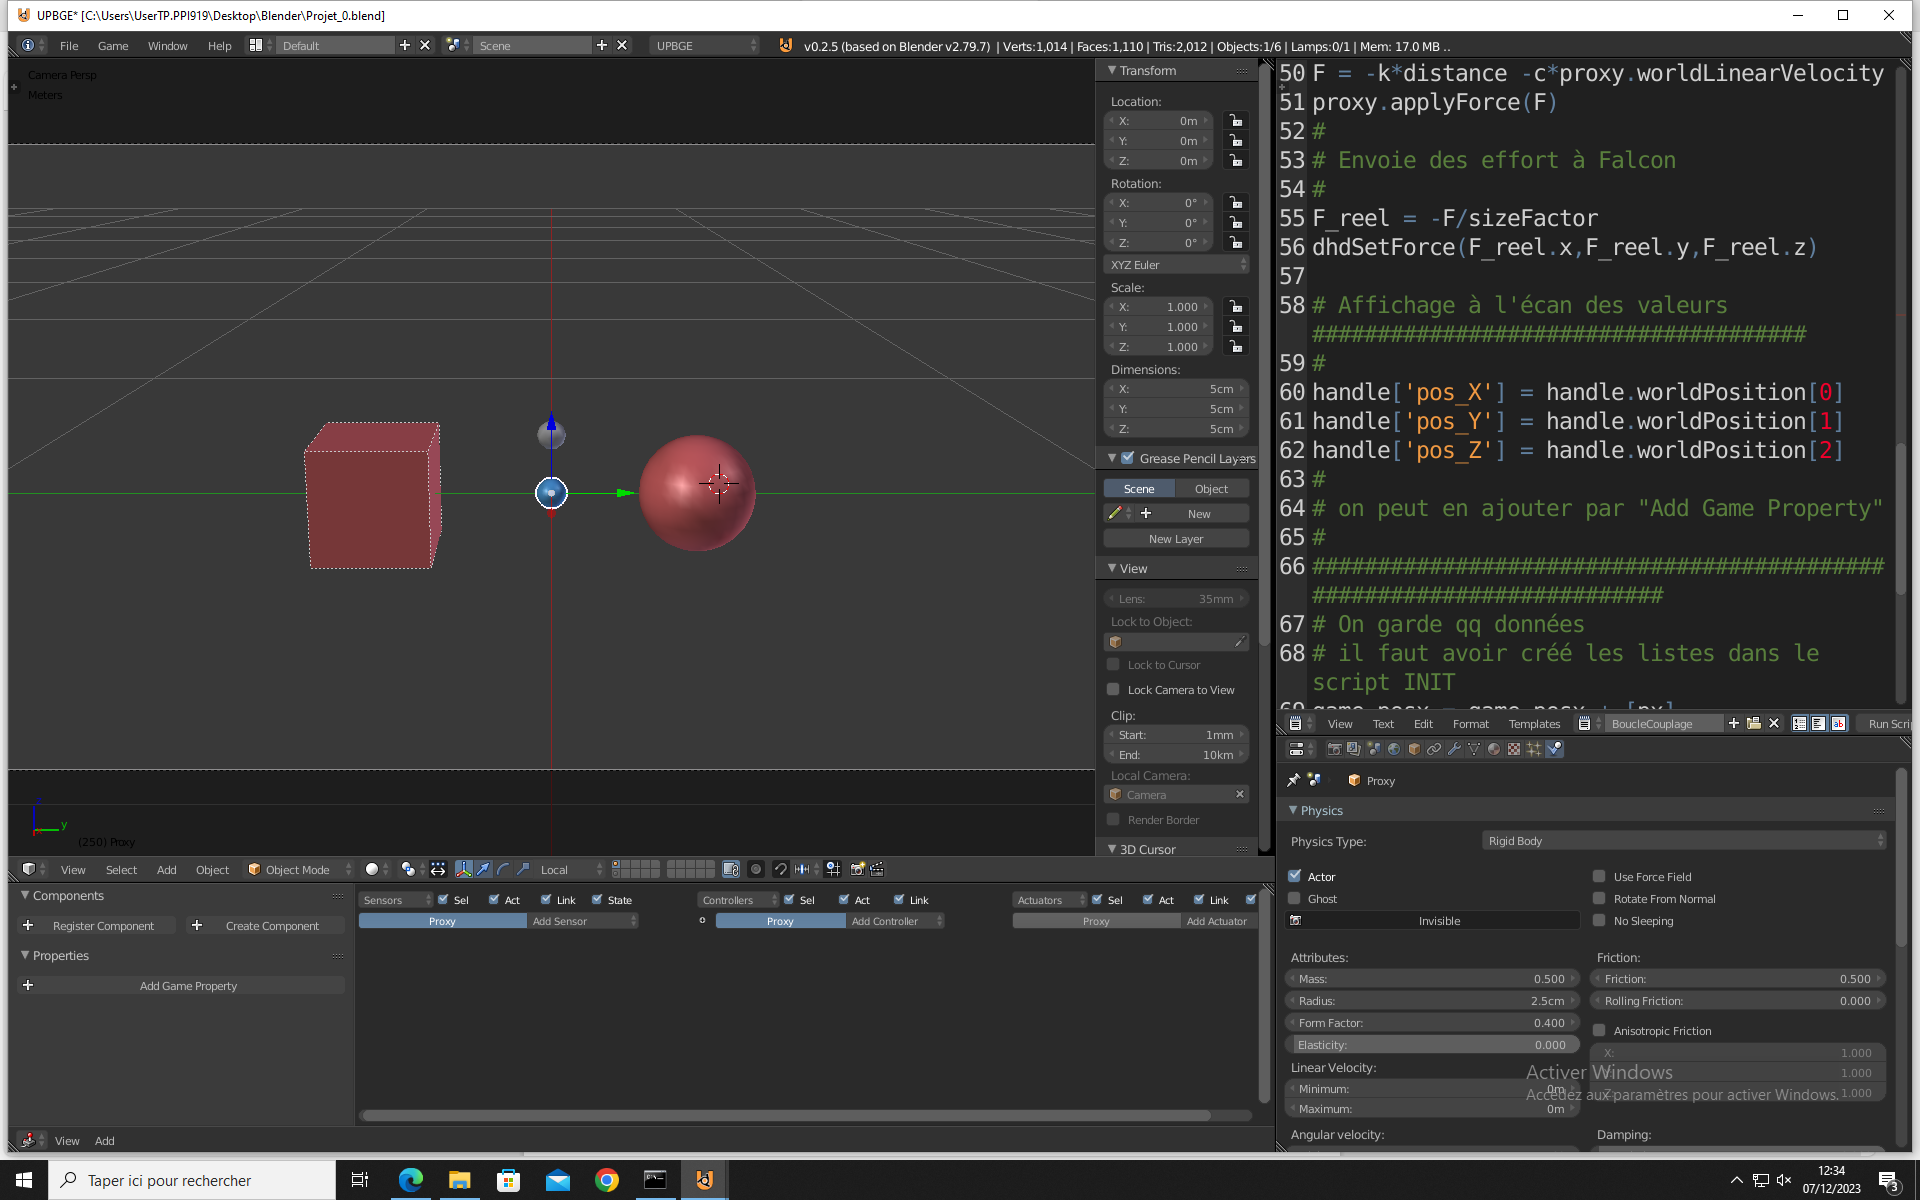 UPBGE* [C:\Users\UserTP.PPI919\Desktop\Blender\Projet_0.blend]
File Game Window Help Default Scene UPBGE v0.2.5 (based on Blender v2.79.7) | Verts:1,014 | Faces:1,110 | Tris:2,012 | Objects:1/6 | Lamps:0/1 | Mem: 17.0 MB ..
Camera Persp
Meters
y
(250) Proxy
Transform
Location:
X: 0m
Y: 0m
Z: 0m
Rotation:
X: 0°
Y: 0°
Z: 0°
XYZ Euler
Scale:
X: 1.000
Y: 1.000
Z: 1.000
Dimensions:
X: 5cm
Y: 5cm
Z: 5cm
Grease Pencil Layers
Scene Object
New
New Layer
View
Lens: 35mm
Lock to Object:
Lock to Cursor
Lock Camera to View
Clip:
Start: 1mm
End: 10km
Local Camera:
Camera
Render Border
3D Cursor
50 F = -k*distance -c*proxy.worldLinearVelocity
51 proxy.applyForce(F)
52 #
53 # Envoie des effort à Falcon
54 #
55 F_reel = -F/sizeFactor
56 dhdSetForce(F_reel.x,F_reel.y,F_reel.z)
57
58 # Affichage à l'écan des valeurs
######################################
59 #
60 handle['pos_X'] = handle.worldPosition[0]
61 handle['pos_Y'] = handle.worldPosition[1]
62 handle['pos_Z'] = handle.worldPosition[2]
63 #
64 # on peut en ajouter par "Add Game Property"
65 #
66 ############################################
###########################
67 # On garde qq données
68 # il faut avoir créé les listes dans le
script INIT
69 game.posx = game.posx + [px]
View Text Edit Format Templates BoucleCouplage Run Scri
View Select Add Object Object Mode Local
Components
Register Component Create Component
Properties
Add Game Property
Sensors Sel Act Link State Controllers Sel Act Link Actuators Sel Act Link
Proxy Add Sensor Proxy Add Controller Proxy Add Actuator
View Add
Proxy
Physics
Physics Type: Rigid Body
Actor Use Force Field
Ghost Rotate From Normal
Invisible No Sleeping
Attributes: Friction:
Mass: 0.500 Friction: 0.500
Radius: 2.5cm Rolling Friction: 0.000
Form Factor: 0.400 Anisotropic Friction
Elasticity: 0.000 X: 1.000
Linear Velocity: 1.000
Minimum: 0m Z: 1.000
Maximum: 0m
Angular velocity: Damping:
Activer Windows
Accédez aux paramètres pour activer Windows.
Taper ici pour rechercher
12:34
07/12/2023
3